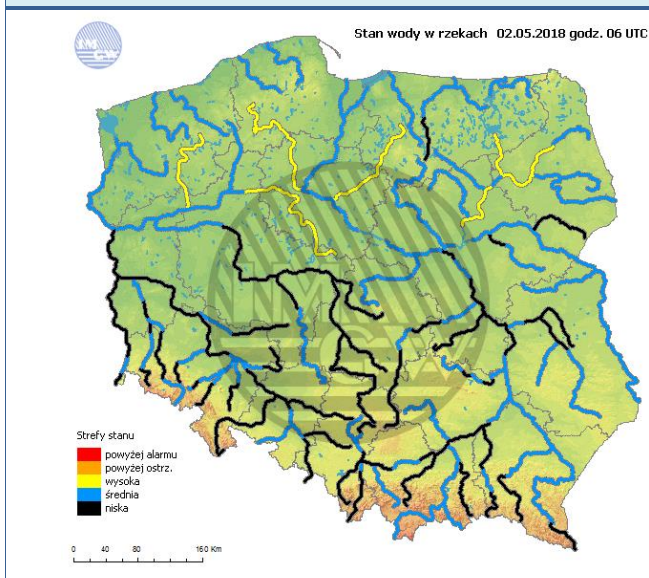 Stan wody w rzekach 02.05.2018 godz. 06 UTC
Strefy stanu
powyżej alarmu
powyżej ostrz.
wysoka
średnia
niska
0 40 80 160 Km